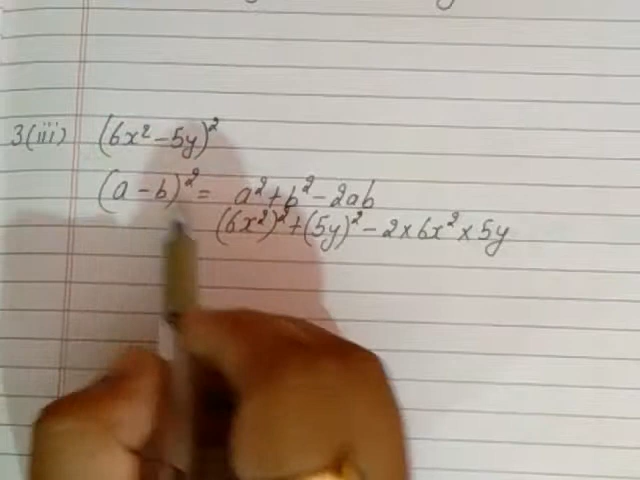 3(iii) (6x² - 5y)²
(a - b)² = a² + b² - 2ab
(6x²)² + (5y)² - 2 × 6x² × 5y